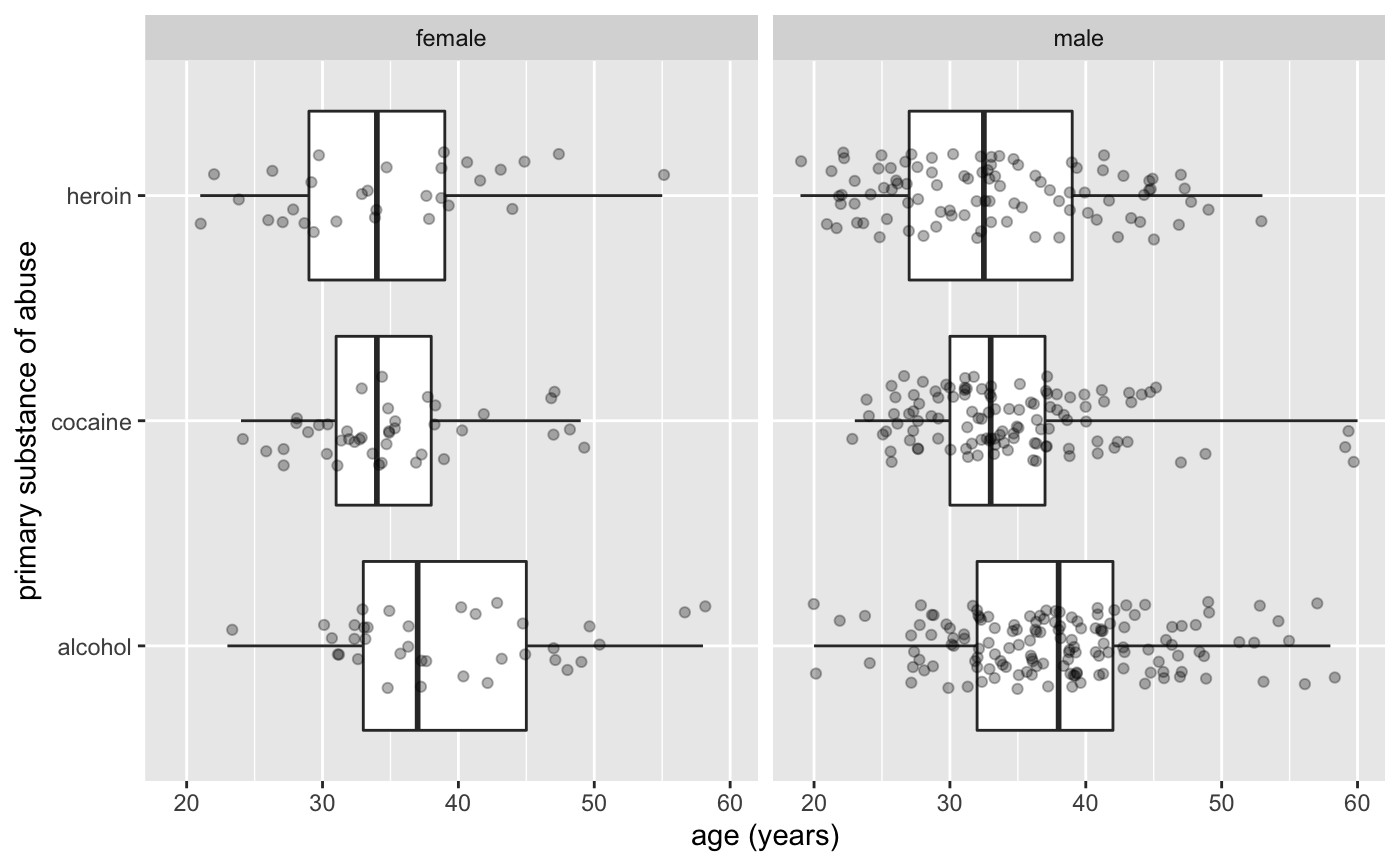 female
male
primary substance of abuse
heroin
cocaine
alcohol
20 30 40 50 60
20 30 40 50 60
age (years)